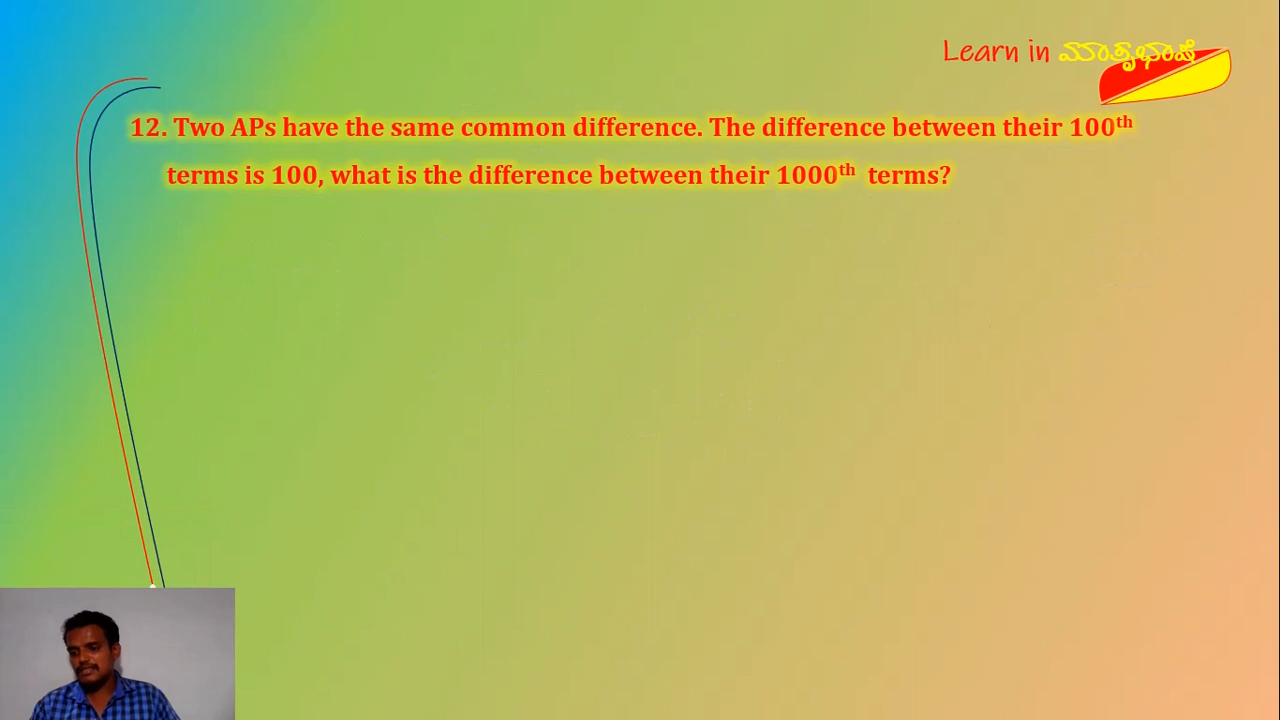 Learn in ಮಾತೃಭಾಷೆ
12. Two APs have the same common difference. The difference between their 100th
terms is 100, what is the difference between their 1000th terms?